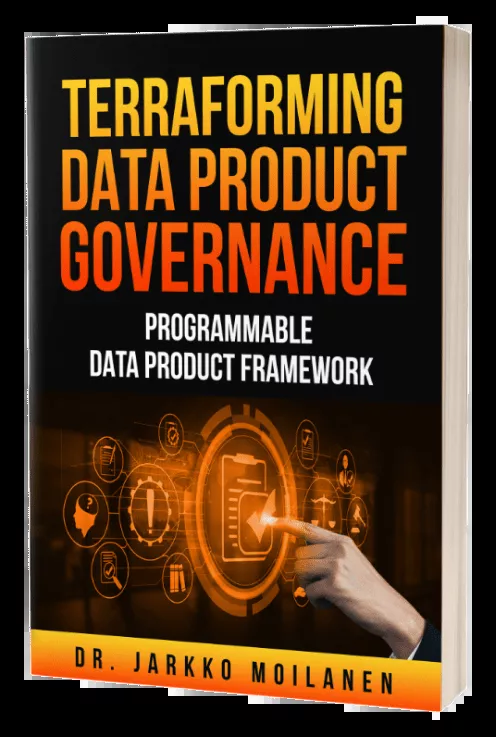 TERRAFORMING
DATA PRODUCT
GOVERNANCE
PROGRAMMABLE
DATA PRODUCT FRAMEWORK
?
DR. JARKKO MOILANEN